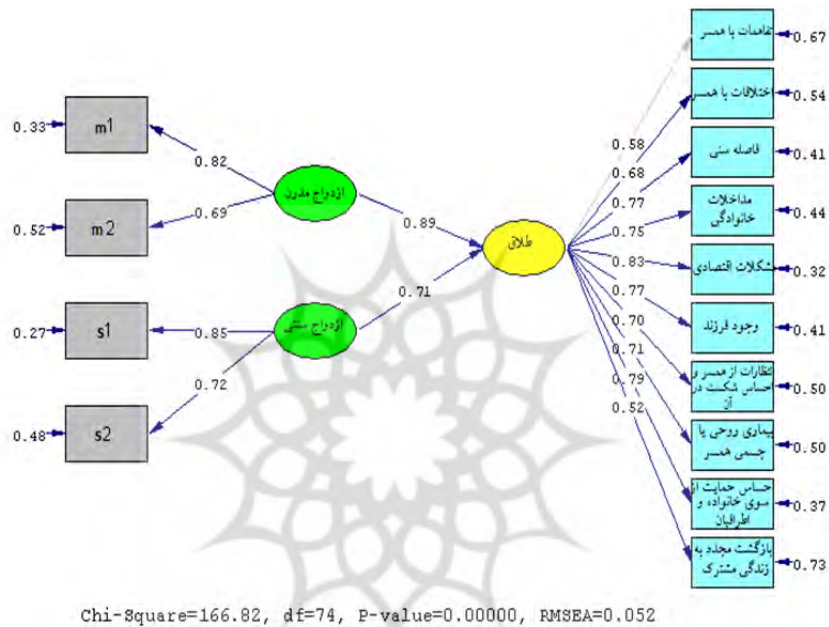 0.33
m1
0.82
0.52
m2
0.69
ازدواج مدرن
0.89
0.27
s1
0.85
ازدواج سنتی
0.71
0.48
s2
0.72
طلاق
0.58
0.68
0.77
0.75
0.83
0.77
0.70
0.71
0.79
0.52
تفاهمات با همسر
0.67
اختلافات با همسر
0.54
فاصله سنی
0.41
مداخلات
خانوادگی
0.44
مشکلات اقتصادی
0.32
وجود فرزند
0.41
نتظارات از همسر و
احساس شکست در
آن
0.50
بیماری روحی یا
جسمی همسر
0.50
حساس حمایت از
سوی خانواده و
اطرافیان
0.37
بازگشت مجدد به
زندگی مشترک
0.73
Chi-Square=166.82, df=74, P-value=0.00000, RMSEA=0.052